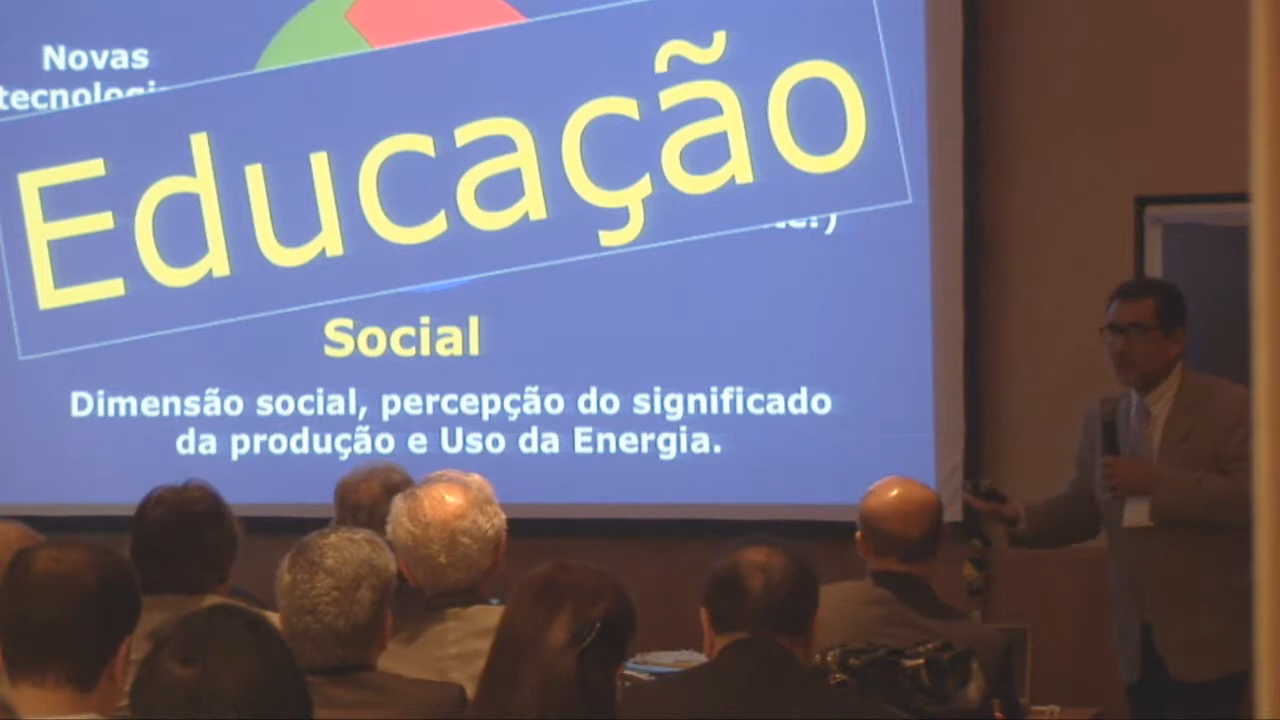 Novas
Educação
Social
Dimensão social, percepção do significado
da produção e Uso da Energia.